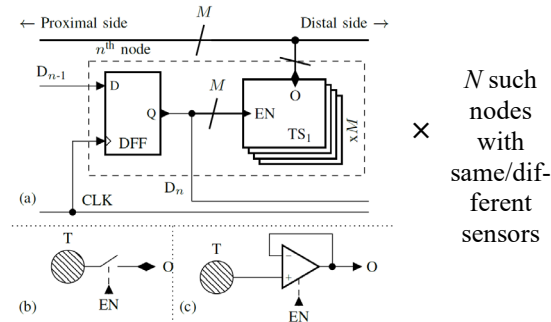 ← Proximal side
M
Distal side →
nth node
Dn-1
D
Q
M
EN
O
TS1
xM
DFF
Dn
(a)
CLK
×
N such
nodes
with
same/dif-
ferent
sensors
T
O
EN
(b)
T
−
+
O
EN
(c)